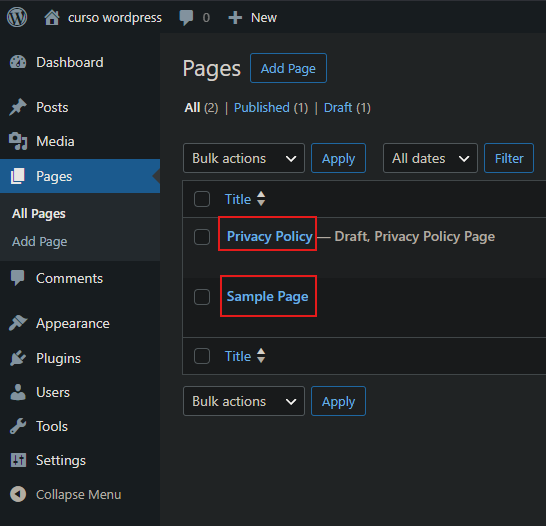 curso wordpress 0 New
Dashboard
Posts
Media
Pages
All Pages
Add Page
Comments
Appearance
Plugins
Users
Tools
Settings
Collapse Menu
Pages Add Page
All (2) | Published (1) | Draft (1)
Bulk actions Apply All dates Filter
Title
Privacy Policy — Draft, Privacy Policy Page
Sample Page
Title
Bulk actions Apply